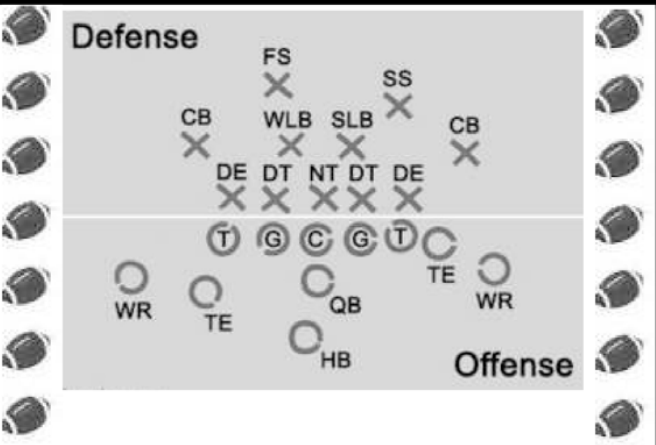 Defense
FS
SS
CB WLB SLB CB
DE DT NT DT DE
T G C G T
TE
WR TE QB WR
HB
Offense